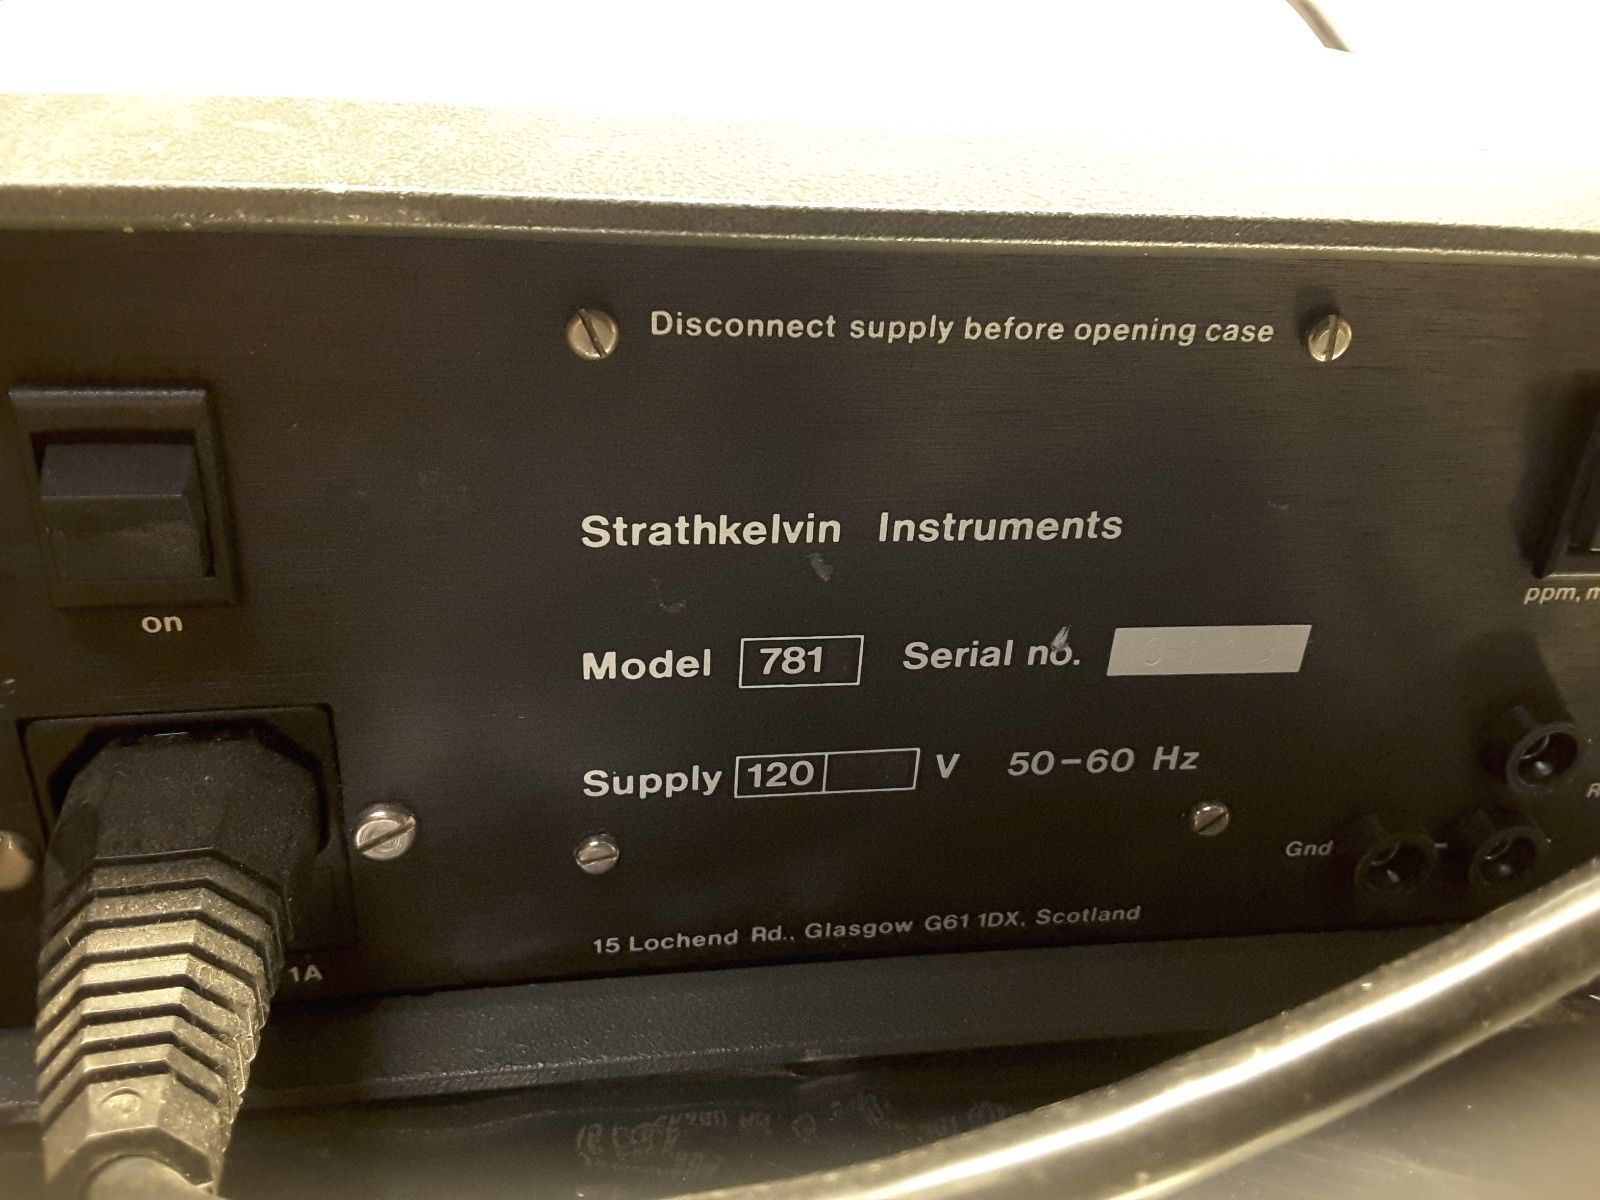 Disconnect supply before opening case
Strathkelvin Instruments
on
ppm,
Model 781 Serial no.
Supply 120 V 50-60 Hz
Gnd -
15 Lochend Rd., Glasgow G61 1DX, Scotland
1A